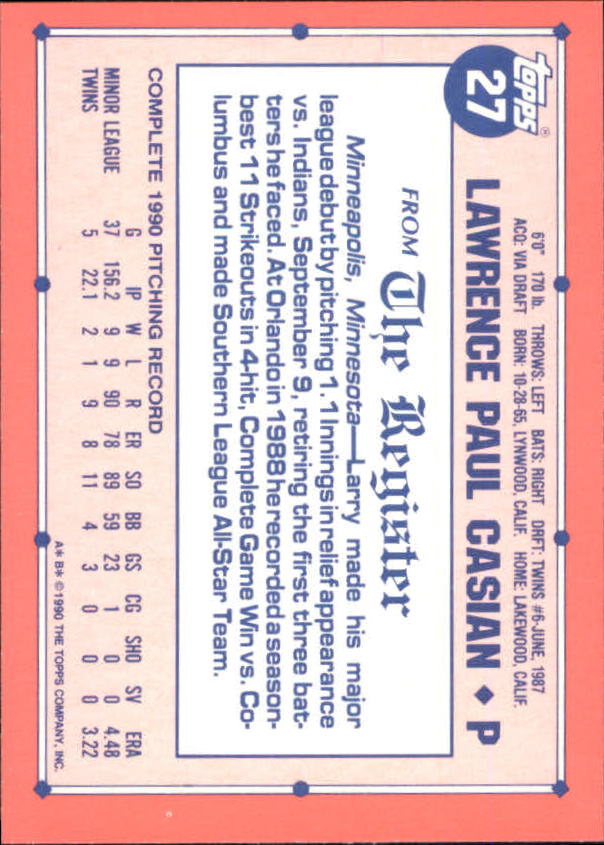 topps®
27
LAWRENCE PAUL CASIAN ◆ P
6'0" 170 lb. THROWS: LEFT BATS: RIGHT DRFT: TWINS #6-JUNE, 1987
ACQ: VIA DRAFT BORN: 10-28-65, LYNWOOD, CALIF. HOME: LAKEWOOD, CALIF.
FROM The Register
Minneapolis, Minnesota—Larry made his major
league debut by pitching 1.1 Innings in relief appearance
vs. Indians, September 9, retiring the first three bat-
ters he faced. At Orlando in 1988 he recorded a season-
best 11 Strikeouts in 4-hit, Complete Game Win vs. Co-
lumbus and made Southern League All-Star Team.
COMPLETE 1990 PITCHING RECORD
G IP W L R ER SO BB GS CG SHO SV ERA
MINOR LEAGUE 37 156.2 9 9 90 78 89 59 23 1 0 0 4.48
TWINS 5 22.1 2 1 9 8 11 4 3 0 0 0 3.22
A* B* ©1990 THE TOPPS COMPANY, INC.